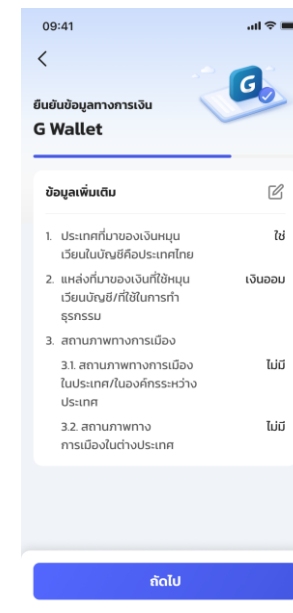 09:41
G
ยืนยันข้อมูลทางการเงิน
G Wallet
ข้อมูลเพิ่มเติม
1. ประเทศที่มาของเงินหมุน ใช่
เวียนในบัญชีคือประเทศไทย
2. แหล่งที่มาของเงินที่ใช้หมุน เงินออม
เวียนบัญชี/ที่ใช้ในการทำ
ธุรกรรม
3. สถานภาพทางการเมือง
3.1. สถานภาพทางการเมือง ไม่มี
ในประเทศ/ในองค์กรระหว่าง
ประเทศ
3.2. สถานภาพทาง ไม่มี
การเมืองในต่างประเทศ
ถัดไป